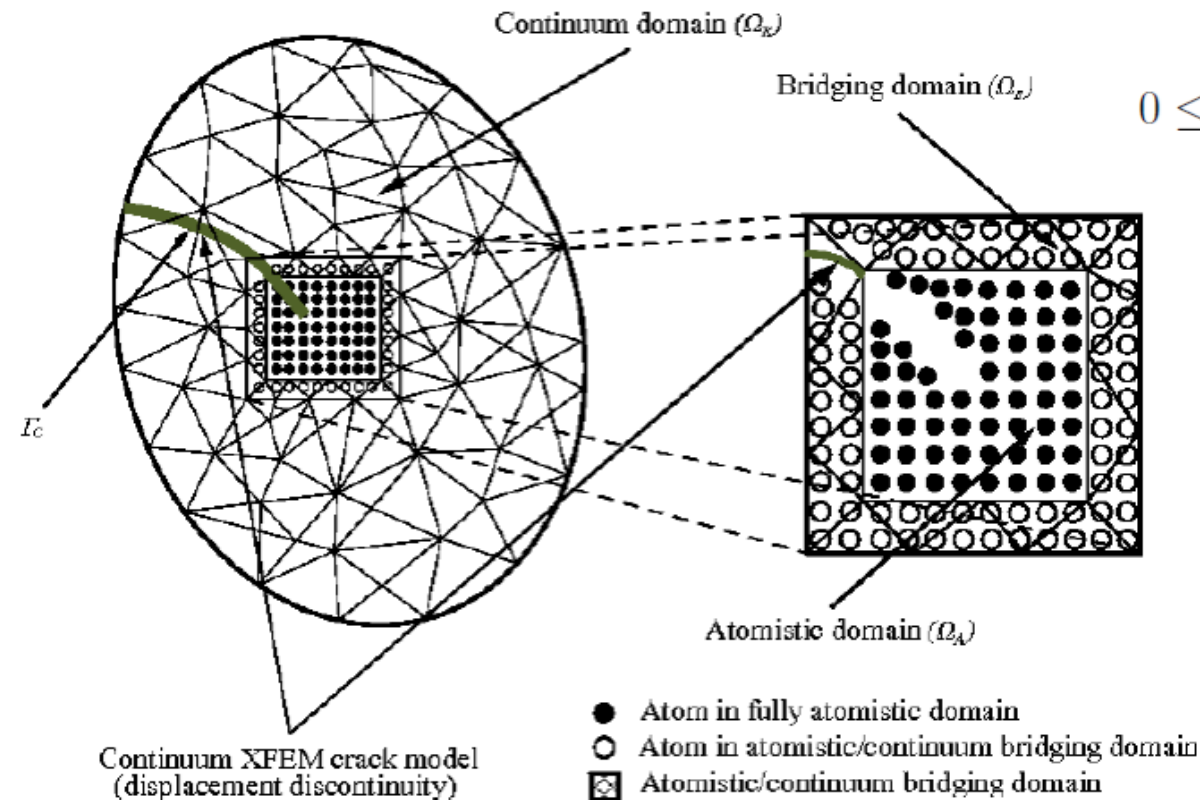 Continuum domain (Ω_K)
Bridging domain (Ω_B)
0 ≤
Γ_C
Atomistic domain (Ω_A)
Continuum XFEM crack model
(displacement discontinuity)
Atom in fully atomistic domain
Atom in atomistic/continuum bridging domain
Atomistic/continuum bridging domain